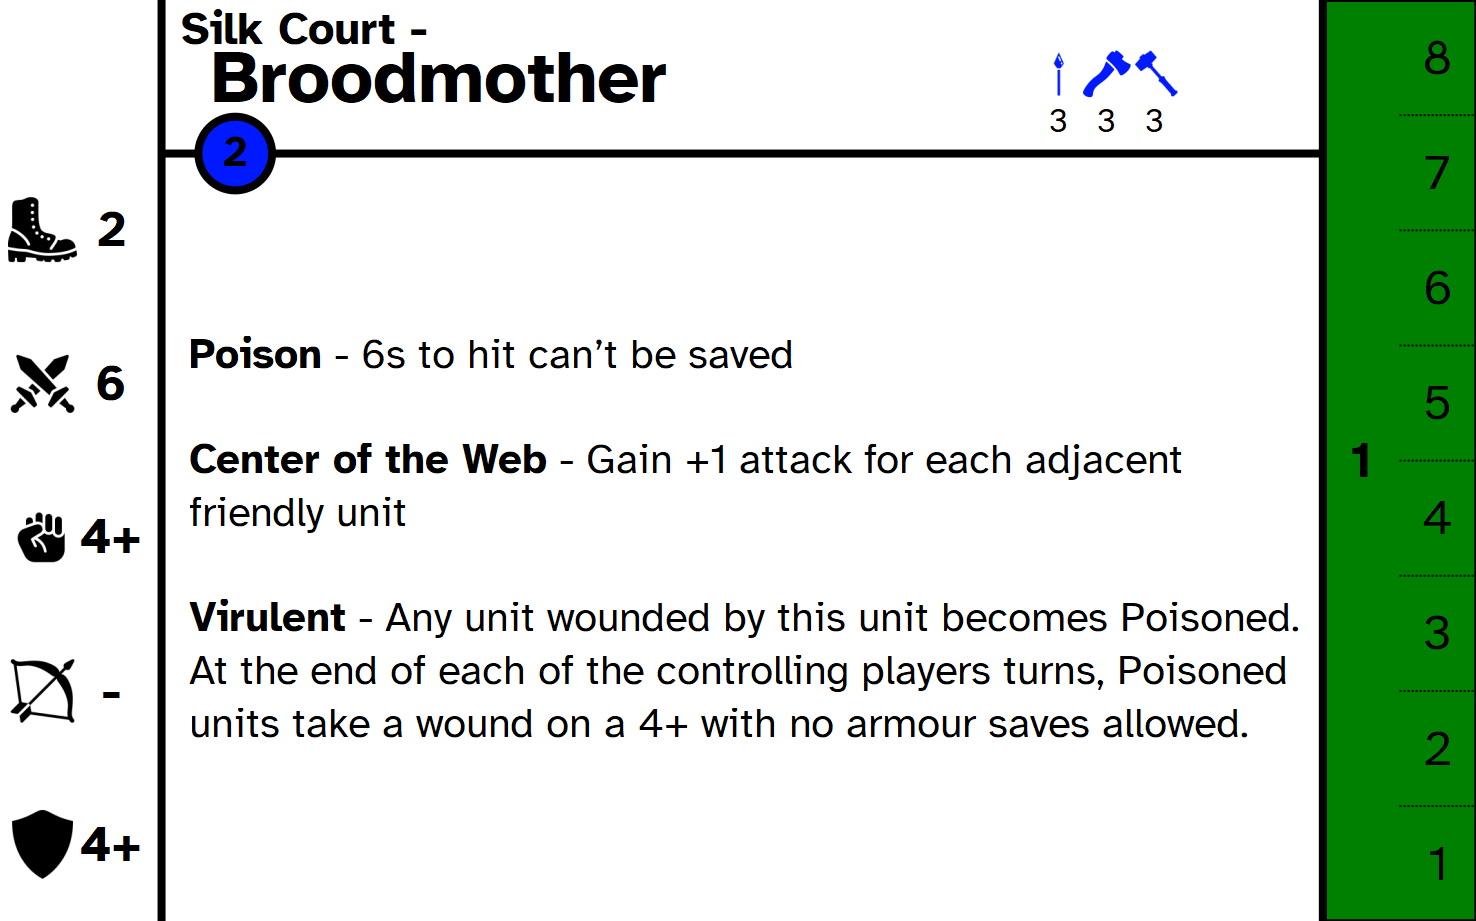 Silk Court -
Broodmother
3 3 3
2
2
6
4+
-
4+
Poison - 6s to hit can’t be saved
Center of the Web - Gain +1 attack for each adjacent
friendly unit
Virulent - Any unit wounded by this unit becomes Poisoned.
At the end of each of the controlling players turns, Poisoned
units take a wound on a 4+ with no armour saves allowed.
1
8
7
6
5
4
3
2
1